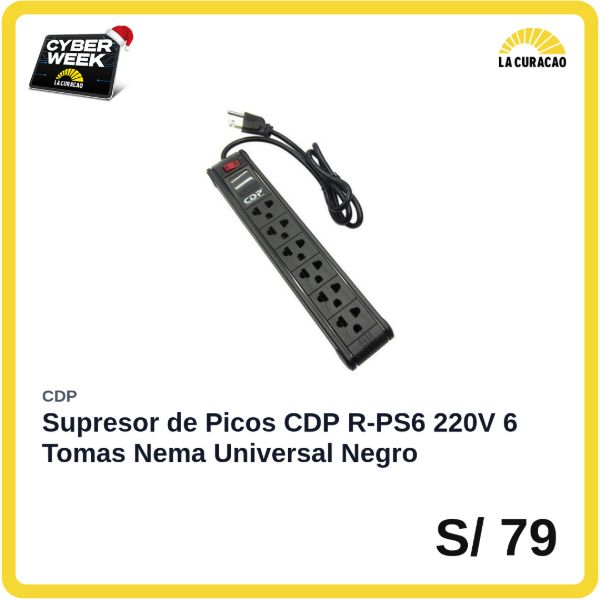 CYBER
WEEK
LA CURACAO
LA CURACAO
CDP
CDP
Supresor de Picos CDP R-PS6 220V 6
Tomas Nema Universal Negro
S/ 79